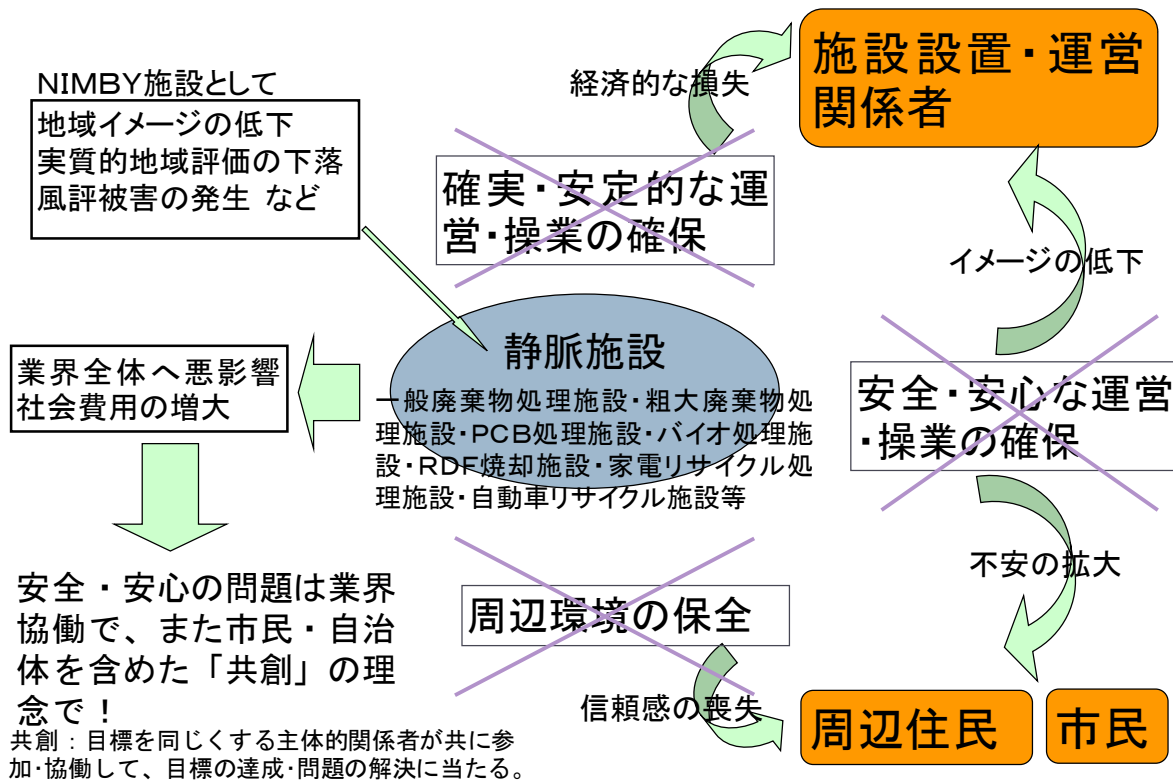 NIMBY施設として
地域イメージの低下
実質的地域評価の下落
風評被害の発生 など
経済的な損失
施設設置・運営
関係者
確実・安定的な運
営・操業の確保
イメージの低下
静脈施設
一般廃棄物処理施設・粗大廃棄物処
理施設・PCB処理施設・バイオ処理施
設・RDF焼却施設・家電リサイクル処
理施設・自動車リサイクル施設等
業界全体へ悪影響
社会費用の増大
安全・安心な運営
・操業の確保
不安の拡大
安全・安心の問題は業界
協働で、また市民・自治
体を含めた「共創」の理
念で！
周辺環境の保全
信頼感の喪失
周辺住民
市民
共創：目標を同じくする主体的関係者が共に参
加・協働して、目標の達成・問題の解決に当たる。